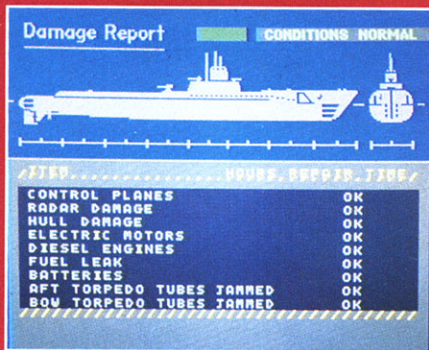 Damage Report
CONDITIONS NORMAL
ITEM................HOURS.REPAIR.TIME
CONTROL PLANES OK
RADAR DAMAGE OK
HULL DAMAGE OK
ELECTRIC MOTORS OK
DIESEL ENGINES OK
FUEL LEAK OK
BATTERIES OK
AFT TORPEDO TUBES JAMMED OK
BOW TORPEDO TUBES JAMMED OK